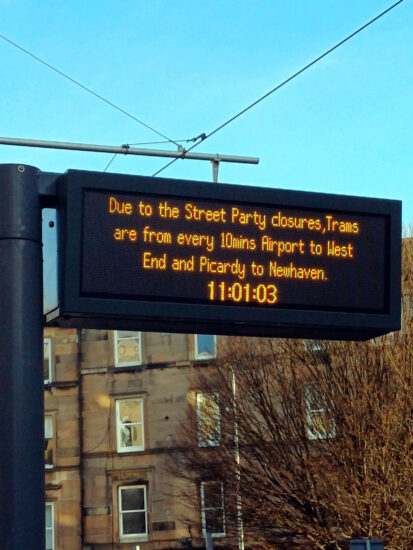 Due to the Street Party closures,Trams
are from every 10mins Airport to West
End and Picardy to Newhaven.
11:01:03